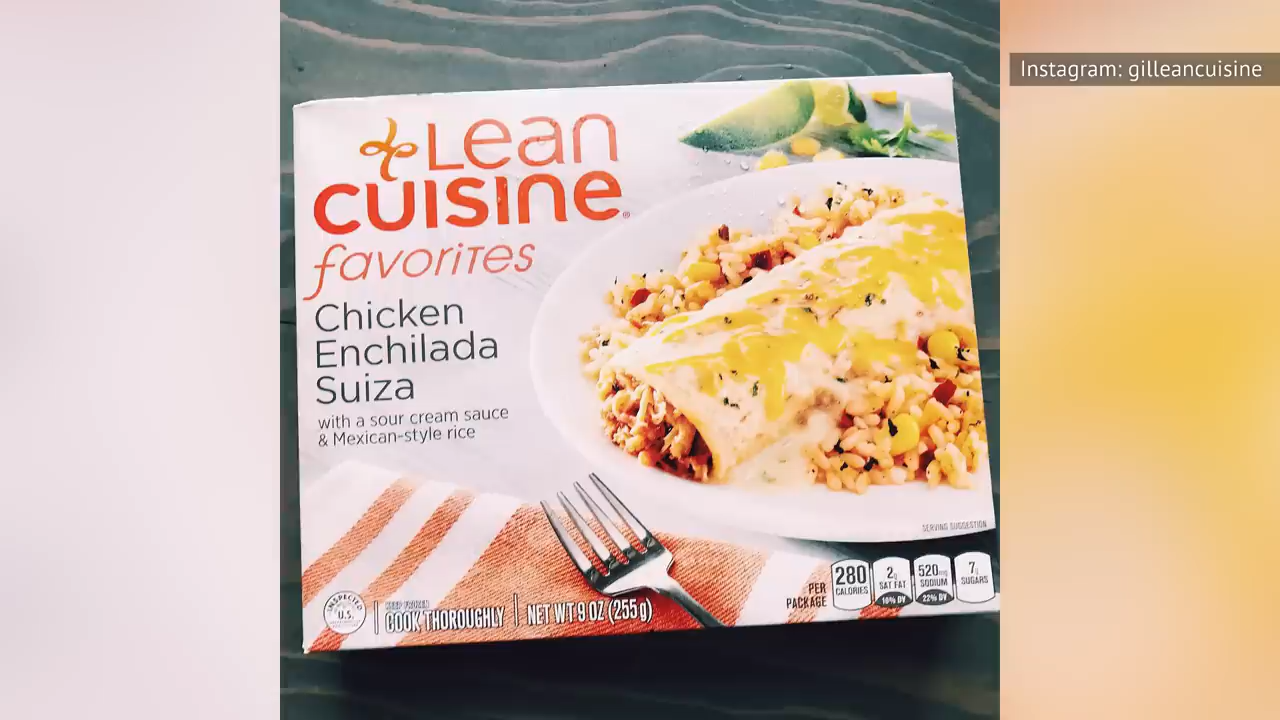 Instagram: gilleancuisine
Lean
CUISINE®
favorites
Chicken
Enchilada
Suiza
with a sour cream sauce
& Mexican-style rice
SERVING SUGGESTION
PER
PACKAGE
280
CALORIES
2g
SAT FAT
10% DV
520mg
SODIUM
22% DV
7g
SUGARS
INSPECTED
U.S.
KEEP FROZEN
COOK THOROUGHLY
NET WT 9 OZ (255g)